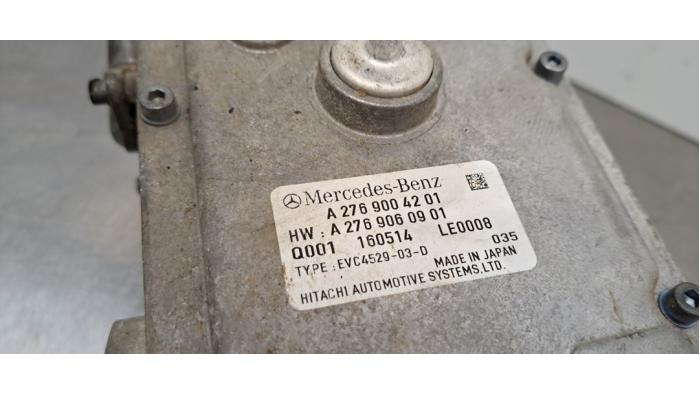 Mercedes-Benz
A 276 900 42 01
HW : A 276 906 09 01
Q001 160514 LE0008
TYPE : EVC4529-03-D 035
MADE IN JAPAN
HITACHI AUTOMOTIVE SYSTEMS,LTD.